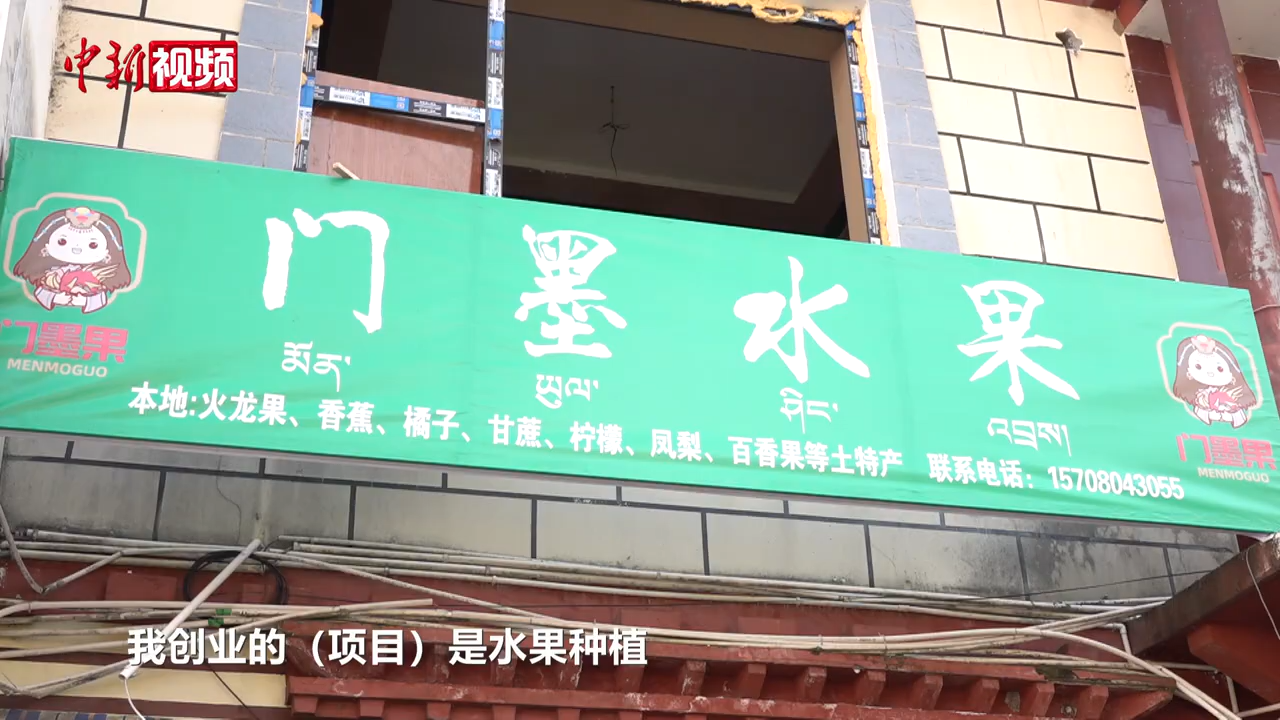 中新视频
门墨水果
མོན་ ཡུལ་ ཤིང་ འབྲས།
门墨果
MENMOGUO
本地:火龙果、香蕉、橘子、甘蔗、柠檬、凤梨、百香果等土特产 联系电话：15708043055
门墨果
MENMOGUO
我创业的（项目）是水果种植